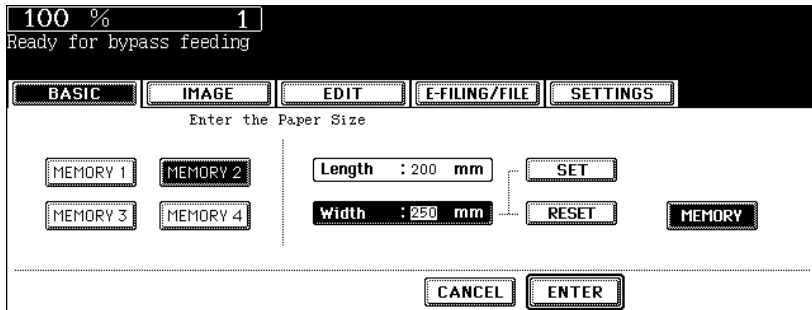 100 % 1
Ready for bypass feeding
BASIC IMAGE EDIT E-FILING/FILE SETTINGS
Enter the Paper Size
MEMORY 1 MEMORY 2 Length : 200 mm SET
MEMORY 3 MEMORY 4 Width : 250 mm RESET MEMORY
CANCEL ENTER